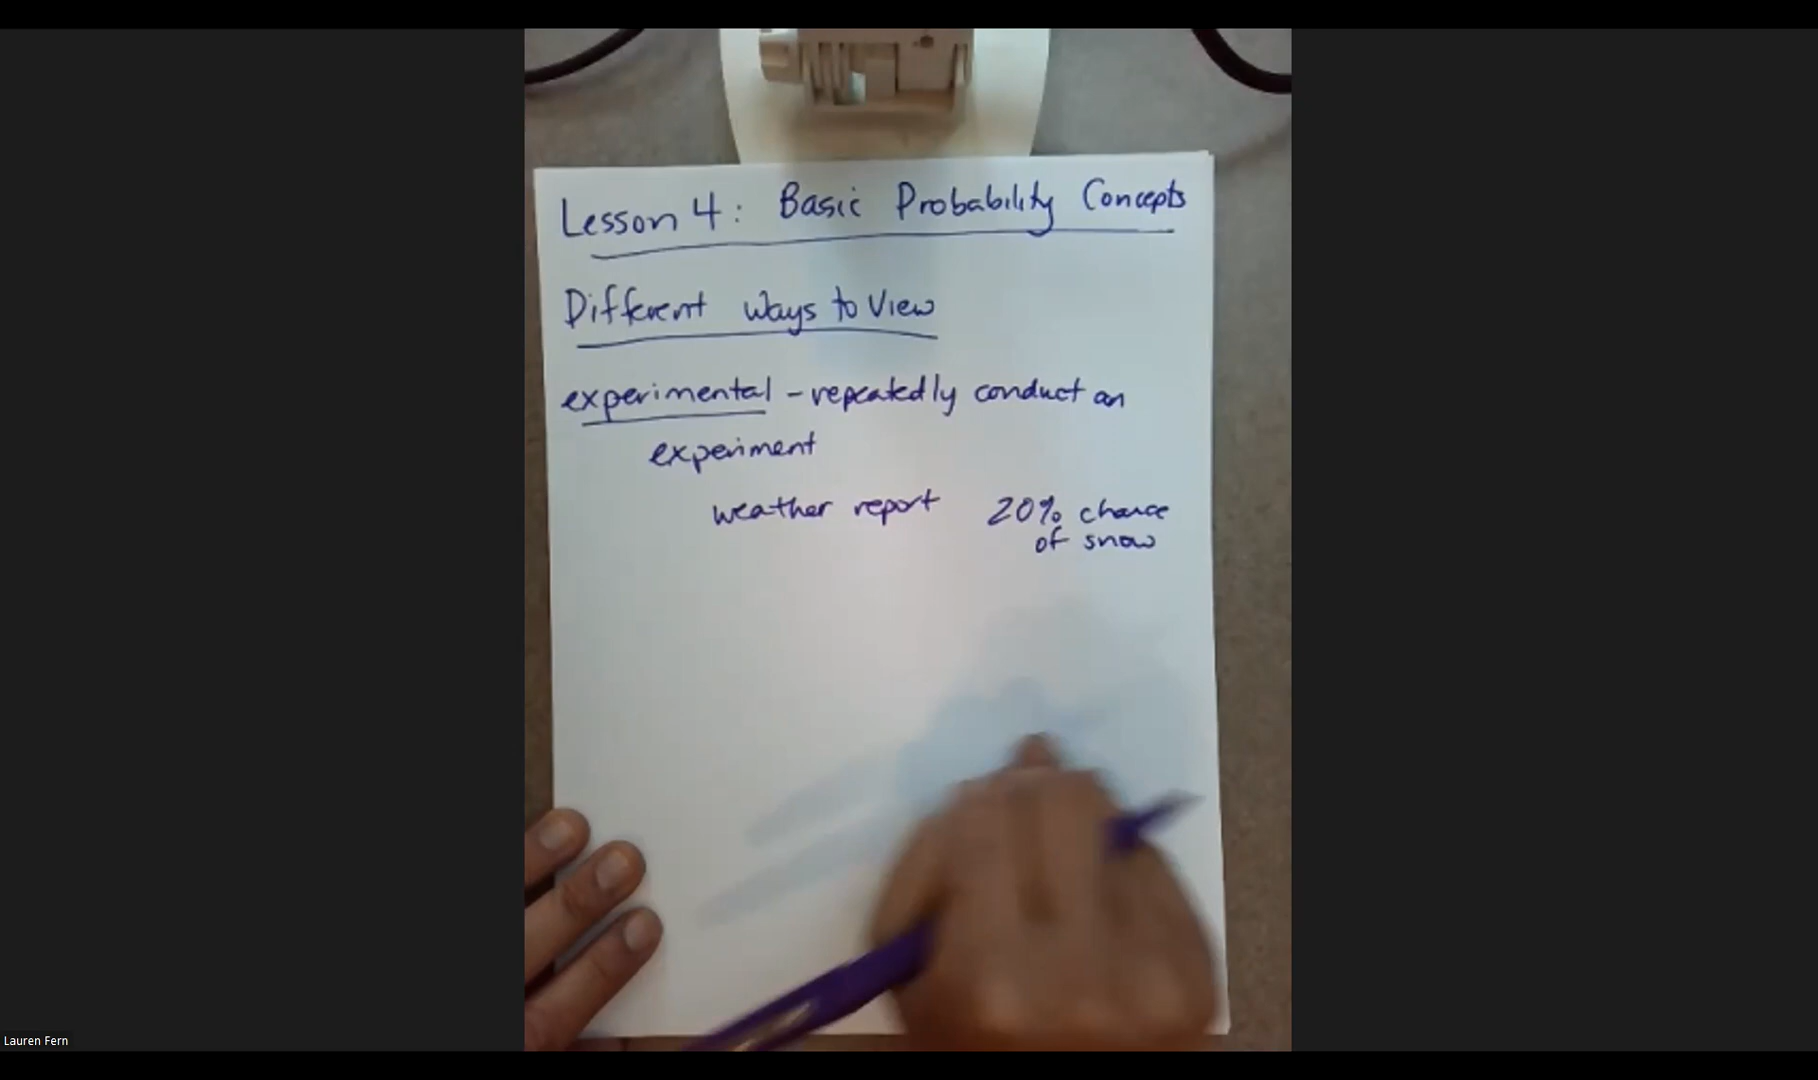 Lesson 4: Basic Probability Concepts
Different Ways to View
experimental - repeatedly conduct an
experiment
weather report 20% chance
of snow
Lauren Fern